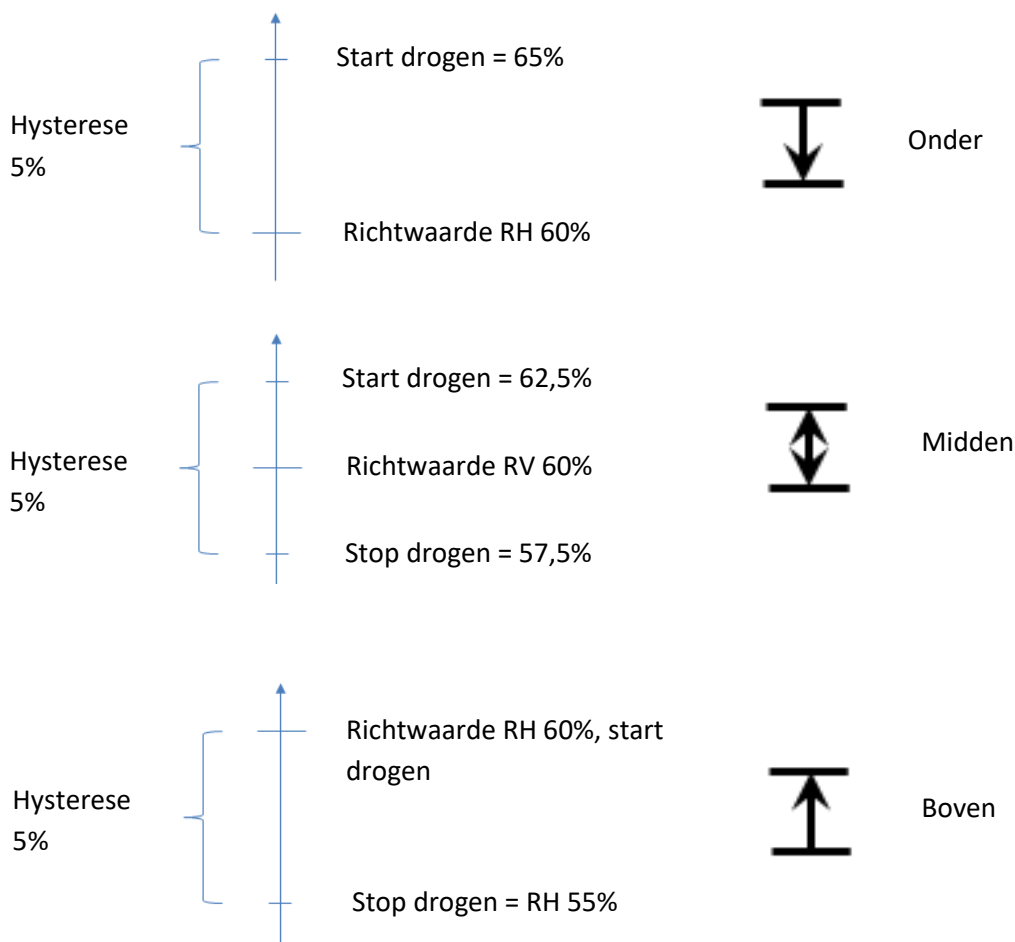 Start drogen = 65%
Hysterese
5%
Onder
Richtwaarde RH 60%
Start drogen = 62,5%
Hysterese
5%
Richtwaarde RV 60%
Midden
Stop drogen = 57,5%
Richtwaarde RH 60%, start
drogen
Hysterese
5%
Boven
Stop drogen = RH 55%